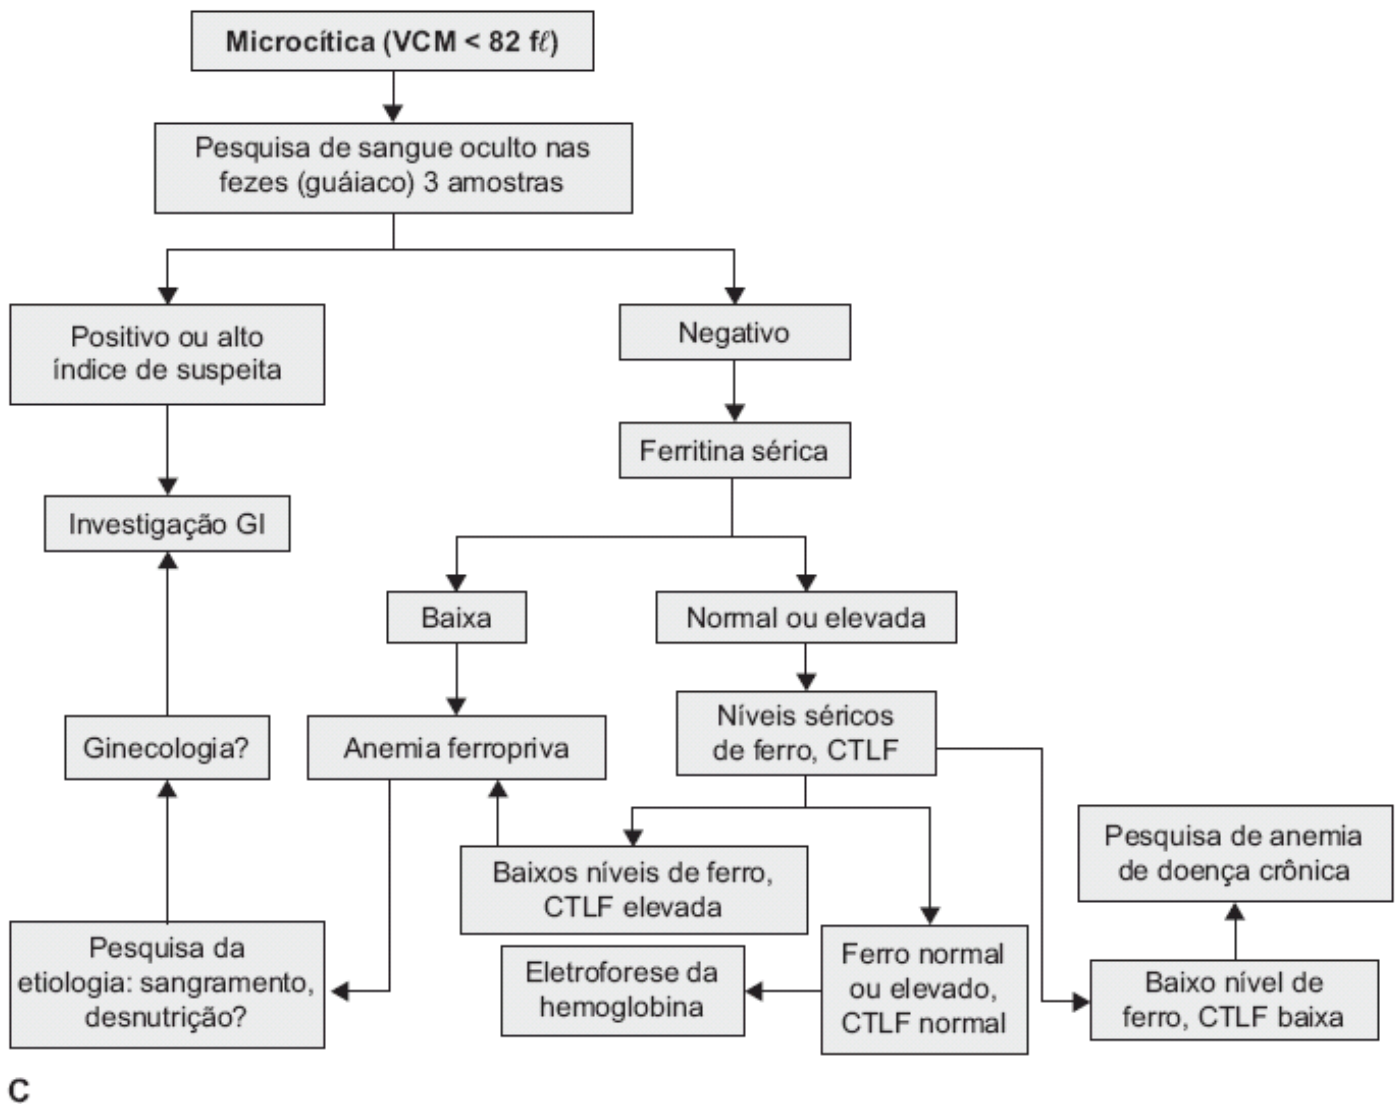 Microcítica (VCM < 82 fℓ)
Pesquisa de sangue oculto nas
fezes (guáiaco) 3 amostras
Positivo ou alto
índice de suspeita
Negativo
Ferritina sérica
Investigação GI
Baixa
Normal ou elevada
Ginecologia?
Anemia ferropriva
Níveis séricos
de ferro, CTLF
Baixos níveis de ferro,
CTLF elevada
Pesquisa de anemia
de doença crônica
Pesquisa da
etiologia: sangramento,
desnutrição?
Eletroforese da
hemoglobina
Ferro normal
ou elevado,
CTLF normal
Baixo nível de
ferro, CTLF baixa
C